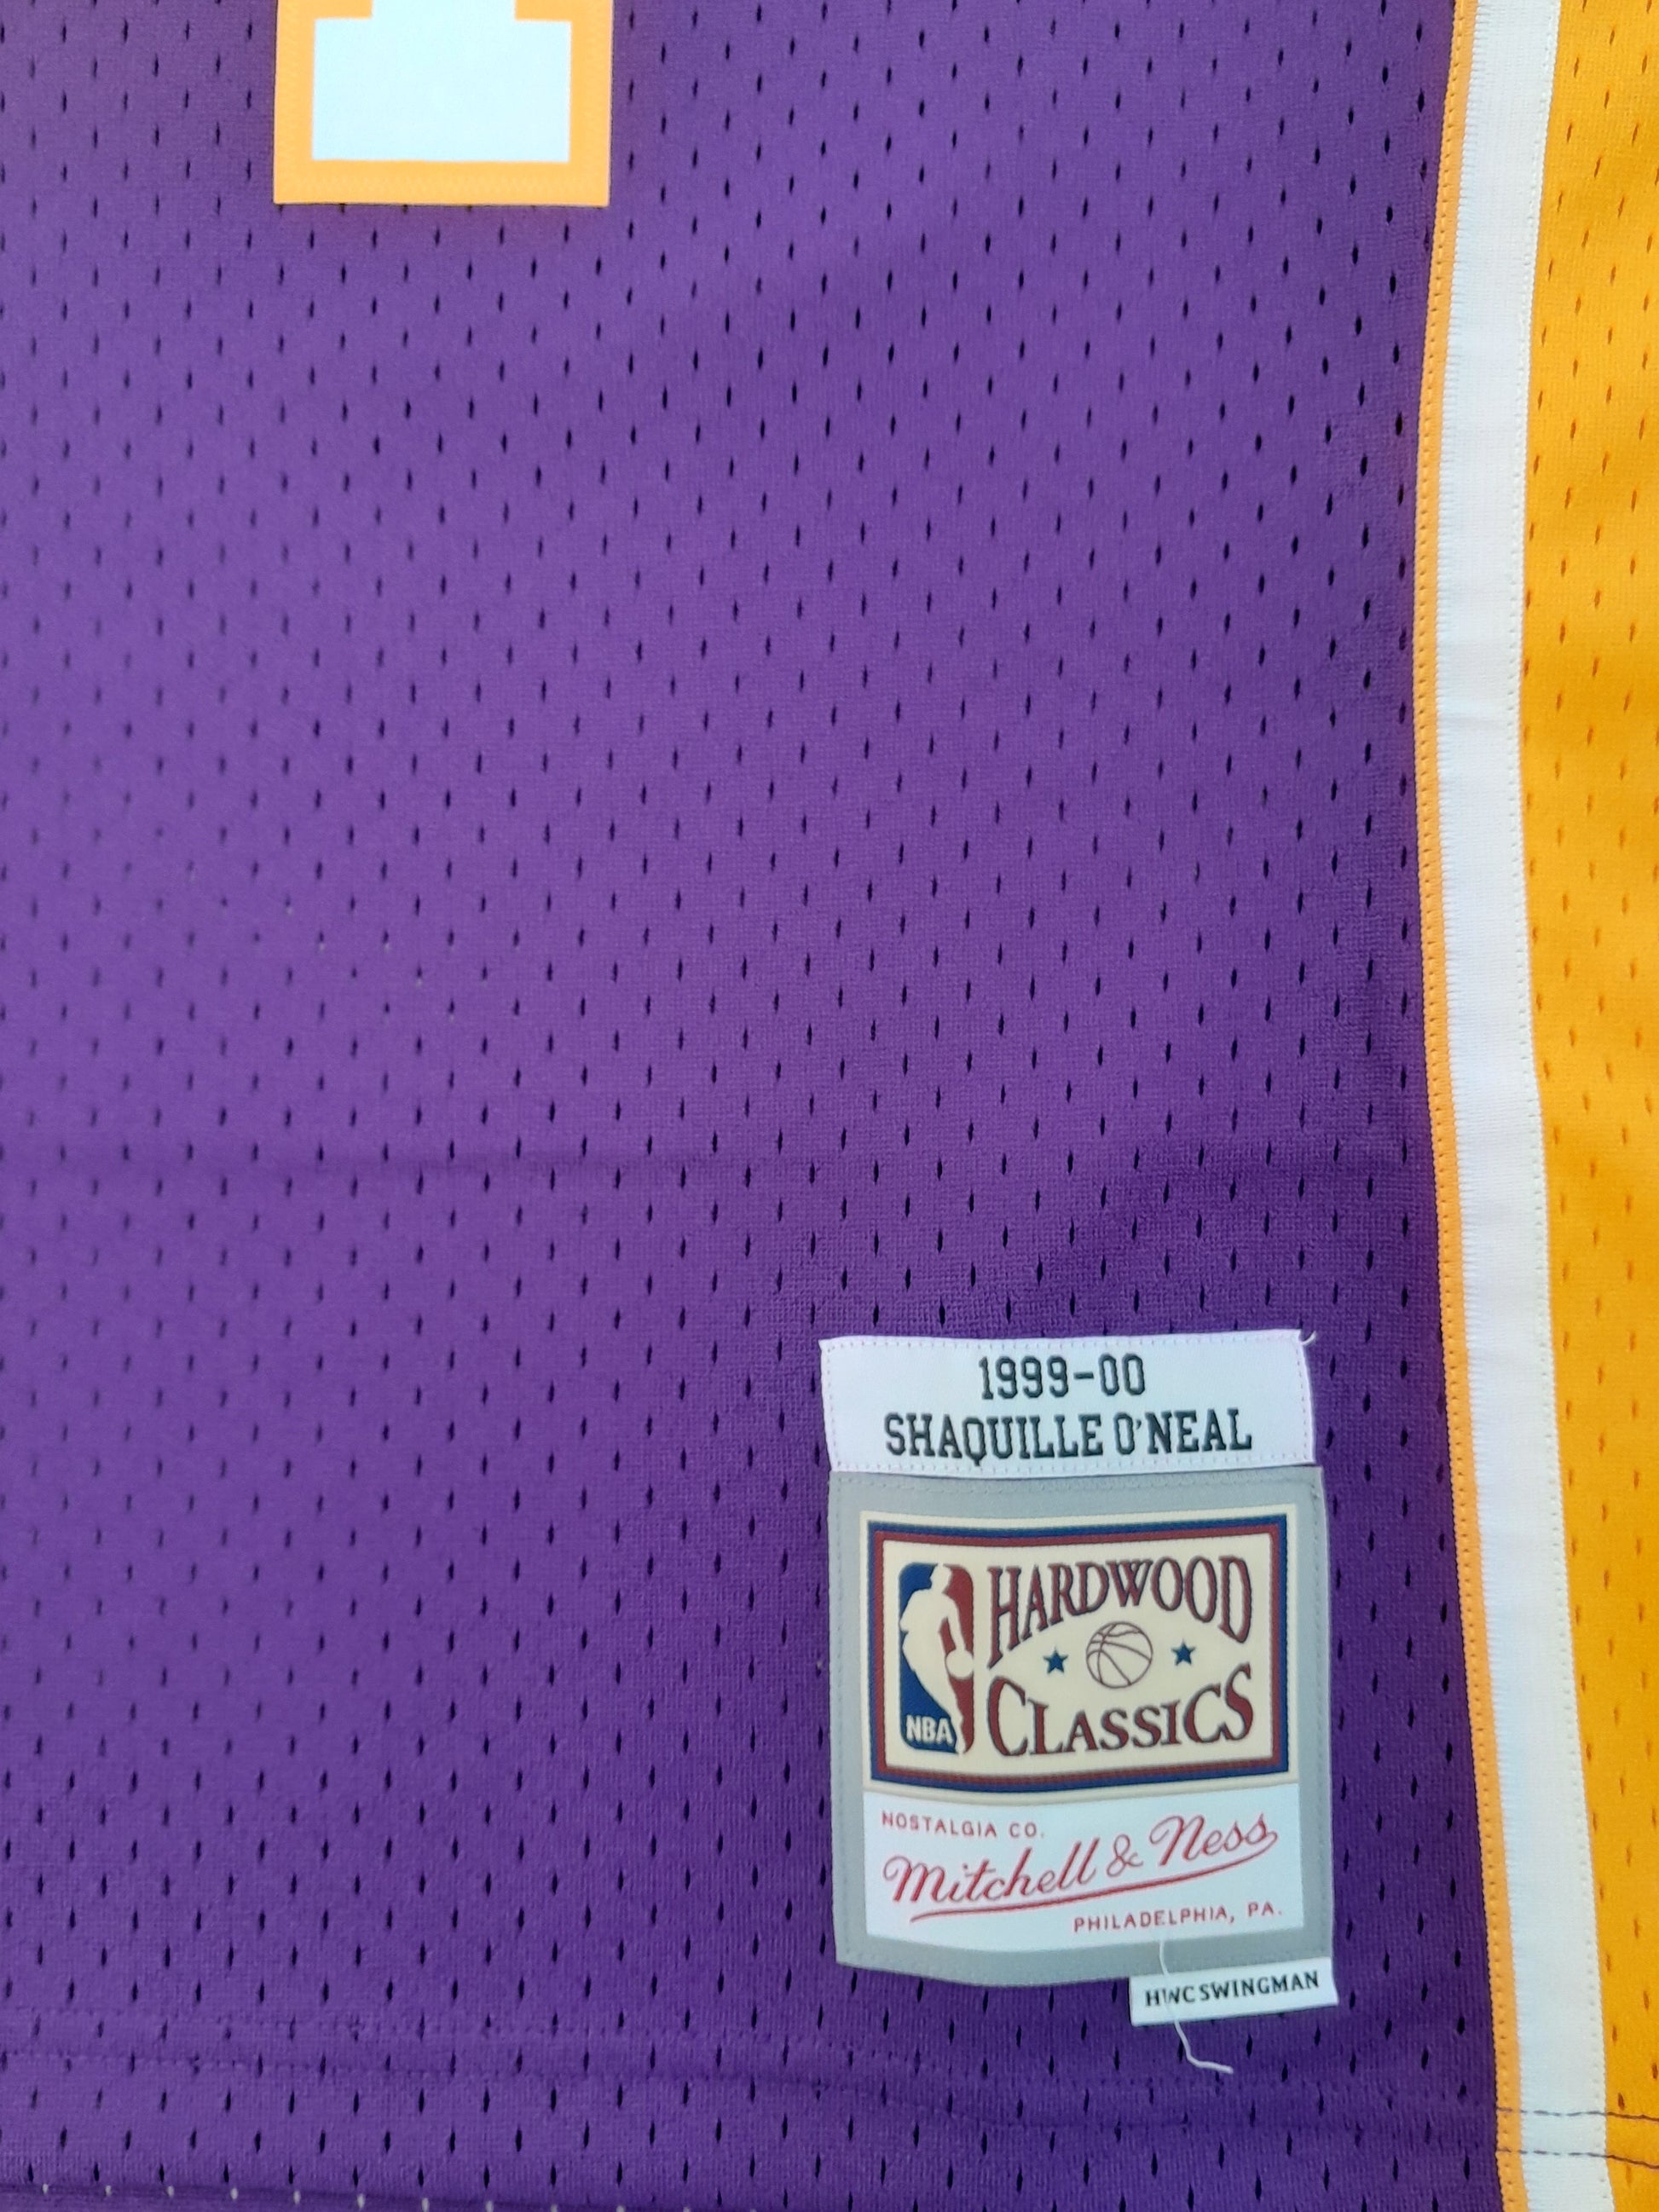 1999-00
SHAQUILLE O'NEAL
HARDWOOD
CLASSICS
NBA
NOSTALGIA CO.
Mitchell & Ness
PHILADELPHIA, PA.
HWC SWINGMAN